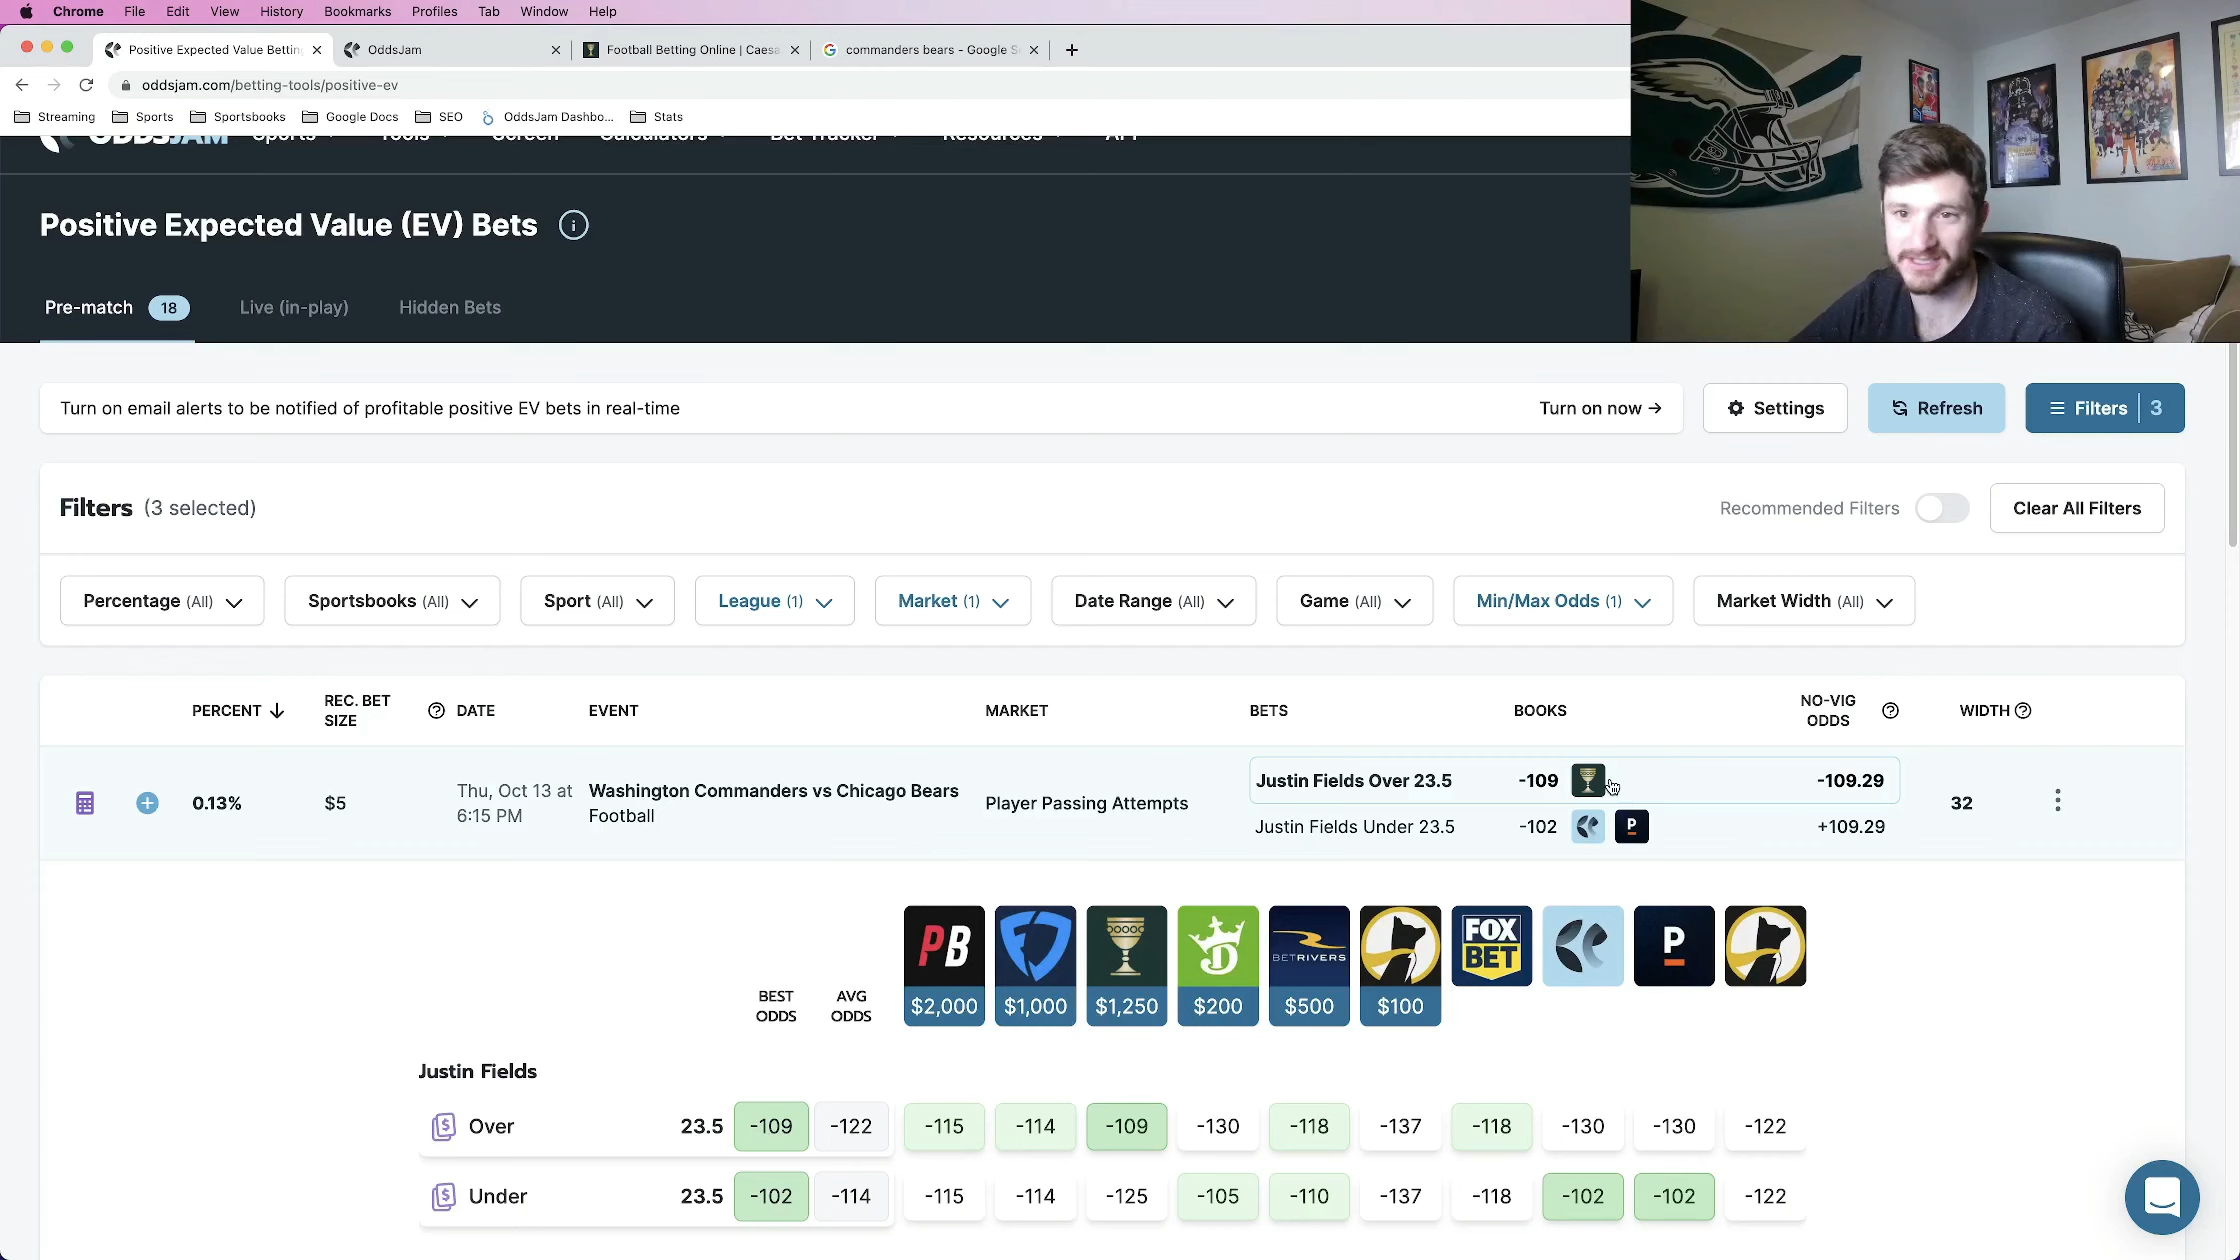 Chrome File Edit View History Bookmarks Profiles Tab Window Help
Positive Expected Value Betting OddsJam Football Betting Online | Caesa commanders bears - Google S
oddsjam.com/betting-tools/positive-ev
Streaming Sports Sportsbooks Google Docs SEO OddsJam Dashbo... Stats
ODDSJAM Sports Tools Screen Calculators Bet Tracker Resources API
Positive Expected Value (EV) Bets
Pre-match 18 Live (in-play) Hidden Bets
Turn on email alerts to be notified of profitable positive EV bets in real-time Turn on now → Settings Refresh Filters 3
Filters (3 selected) Recommended Filters Clear All Filters
Percentage (All) Sportsbooks (All) Sport (All) League (1) Market (1) Date Range (All) Game (All) Min/Max Odds (1) Market Width (All)
PERCENT ↓ REC. BET SIZE DATE EVENT MARKET BETS BOOKS NO-VIG ODDS WIDTH
Justin Fields Over 23.5 -109 -109.29
0.13% $5 Thu, Oct 13 at 6:15 PM Washington Commanders vs Chicago Bears Football Player Passing Attempts 32
Justin Fields Under 23.5 -102 P +109.29
PB FOX BET BETRIVERS P
BEST ODDS AVG ODDS $2,000 $1,000 $1,250 $200 $500 $100
Justin Fields
Over 23.5 -109 -122 -115 -114 -109 -130 -118 -137 -118 -130 -130 -122
Under 23.5 -102 -114 -115 -114 -125 -105 -110 -137 -118 -102 -102 -122